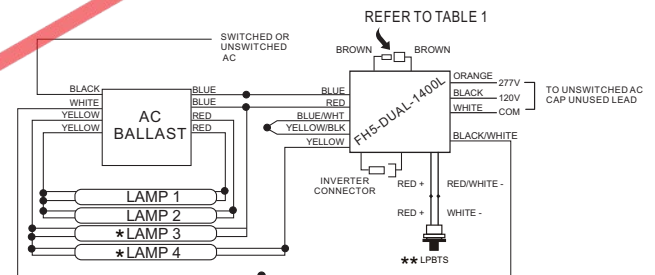 REFER TO TABLE 1
SWITCHED OR
UNSWITCHED
AC
BROWN
BROWN
BLACK
WHITE
YELLOW
YELLOW
AC
BALLAST
BLUE
BLUE
RED
RED
BLUE
RED
BLUE/WHT
YELLOW/BLK
YELLOW
FH5-DUAL-1400L
ORANGE
BLACK
WHITE
277V
120V
COM
TO UNSWITCHED AC
CAP UNUSED LEAD
BLACK/WHITE
INVERTER
CONNECTOR
RED +
RED/WHITE -
RED +
WHITE -
**LPBTS
LAMP 1
LAMP 2
*LAMP 3
*LAMP 4